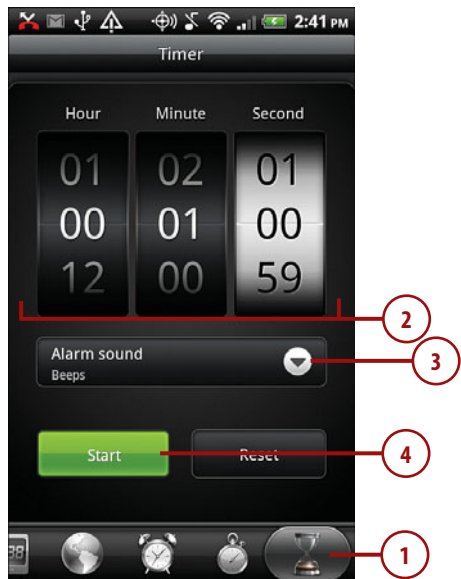 2:41 PM
Timer
Hour Minute Second
01 02 01
00 01 00
12 00 59
2
Alarm sound
Beeps
3
Start Reset
4
38
1